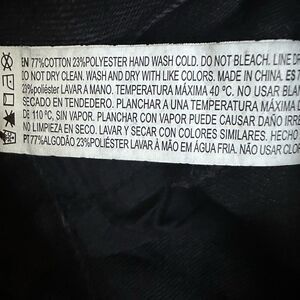 EN 77%COTTON 23%POLYESTER HAND WASH COLD. DO NOT BLEACH. LINE
DO NOT DRY CLEAN. WASH AND DRY WITH LIKE COLORS. MADE IN CHINA. ES
23%poliéster LAVAR A MANO. TEMPERATURA MÁXIMA 40 ºC. NO USAR
SECADO EN TENDEDERO. PLANCHAR A UNA TEMPERATURA MÁXIMA
DE 110 ºC, SIN VAPOR. PLANCHAR CON VAPOR PUEDE CAUSAR DAÑO
NO LIMPIEZA EN SECO. LAVAR Y SECAR CON COLORES SIMILARES. HECHO
PT 77%ALGODÃO 23%POLIÉSTER LAVAR À MÃO EM ÁGUA FRIA. NÃO USAR